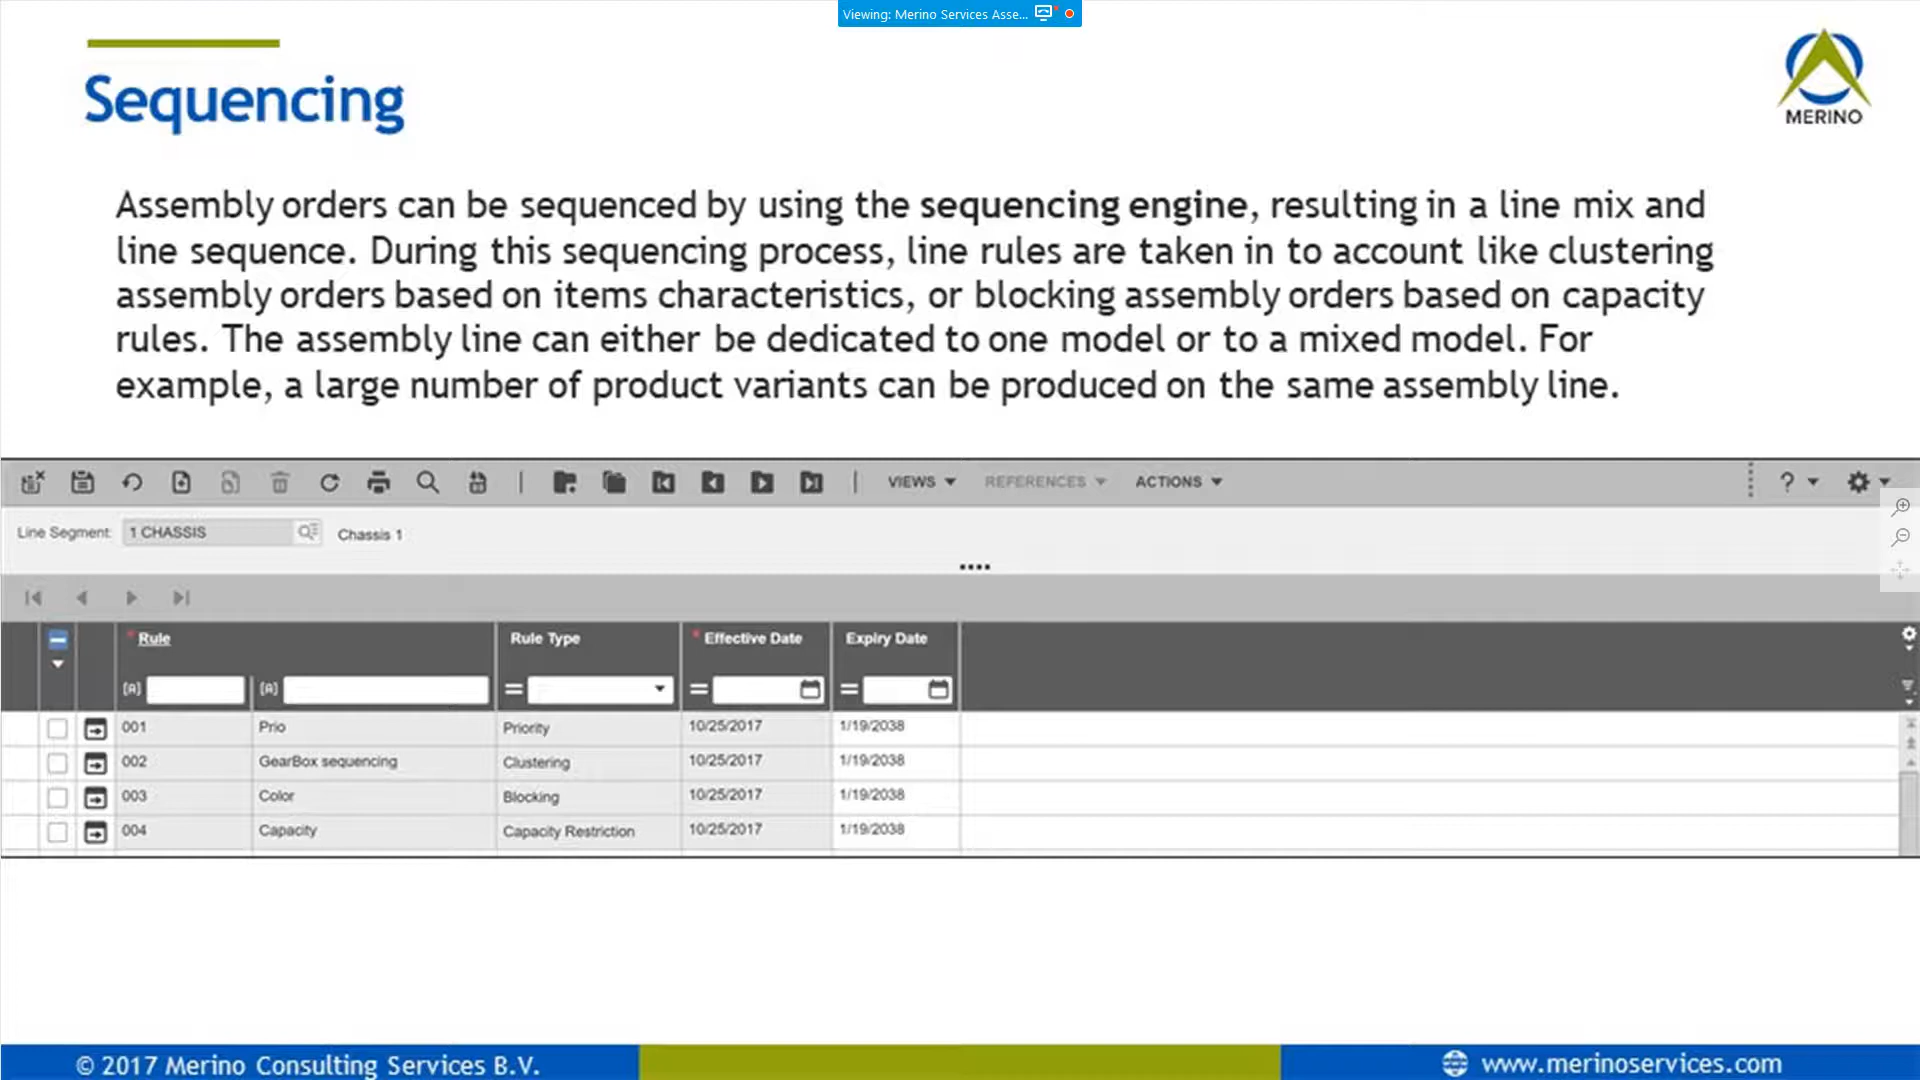 Viewing: Merino Services Asse...
MERINO
Sequencing
Assembly orders can be sequenced by using the sequencing engine, resulting in a line mix and
line sequence. During this sequencing process, line rules are taken in to account like clustering
assembly orders based on items characteristics, or blocking assembly orders based on capacity
rules. The assembly line can either be dedicated to one model or to a mixed model. For
example, a large number of product variants can be produced on the same assembly line.
VIEWS REFERENCES ACTIONS ?
Line Segment: 1 CHASSIS Chassis 1
* Rule Rule Type * Effective Date Expiry Date
[A] [A] = = =
001 Prio Priority 10/25/2017 1/19/2038
002 GearBox sequencing Clustering 10/25/2017 1/19/2038
003 Color Blocking 10/25/2017 1/19/2038
004 Capacity Capacity Restriction 10/25/2017 1/19/2038
© 2017 Merino Consulting Services B.V. www.merinoservices.com